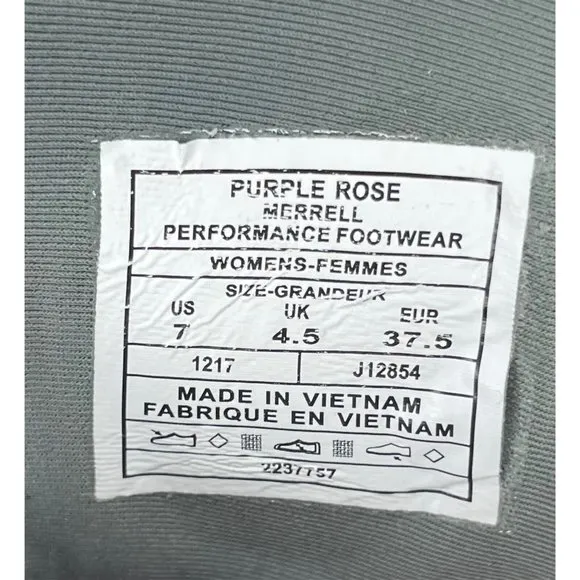 PURPLE ROSE
MERRELL
PERFORMANCE FOOTWEAR
WOMENS-FEMMES
SIZE-GRANDEUR
US UK EUR
7 4.5 37.5
1217 J12854
MADE IN VIETNAM
FABRIQUE EN VIETNAM
2237757